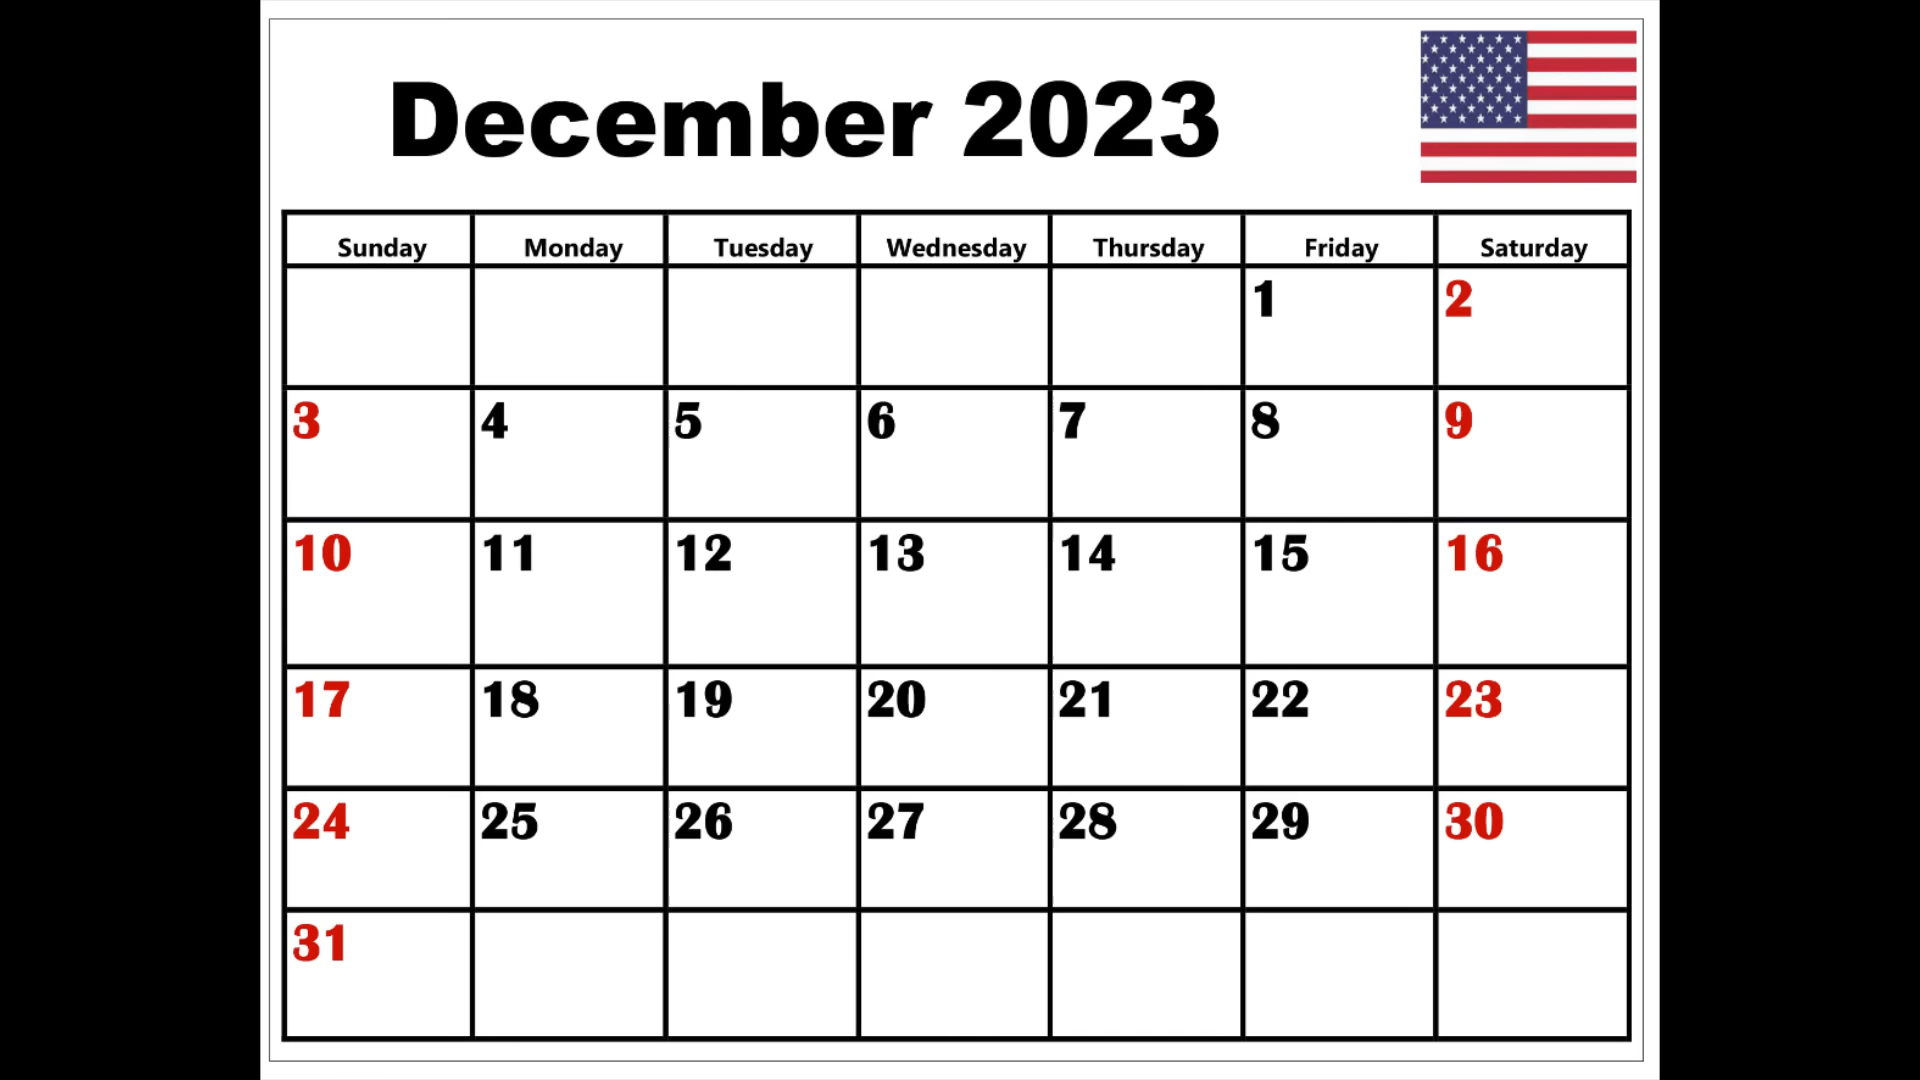 December 2023
Sunday Monday Tuesday Wednesday Thursday Friday Saturday
1 2
3 4 5 6 7 8 9
10 11 12 13 14 15 16
17 18 19 20 21 22 23
24 25 26 27 28 29 30
31